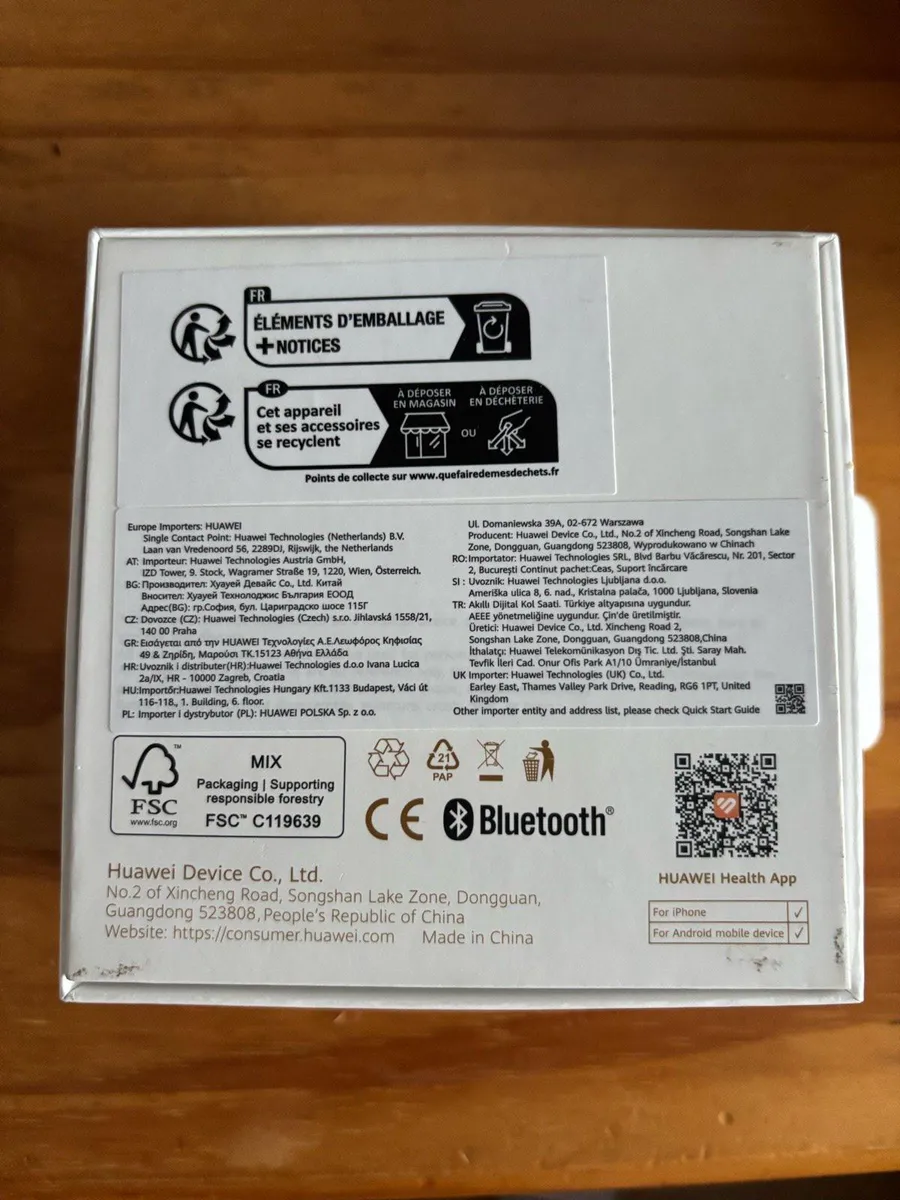 FR
ÉLÉMENTS D'EMBALLAGE
+NOTICES
FR
Cet appareil
et ses accessoires
se recyclent
À DÉPOSER
EN MAGASIN
OU
À DÉPOSER
EN DÉCHÈTERIE
Points de collecte sur www.quefairedemesdechets.fr
Europe Importers: HUAWEI
Single Contact Point: Huawei Technologies (Netherlands) B.V.
Laan van Vredenoord 56, 2289DJ, Rijswijk, the Netherlands
AT: Importeur: Huawei Technologies Austria GmbH,
IZD Tower, 9. Stock, Wagramer Straße 19, 1220, Wien, Österreich.
BG: Производител: Хуауей Девайс Co., Ltd. Китай
Вносител: Хуауей Технолоджис България ЕООД
Адрес(BG): гр.София, бул. Цариградско шосе 115Г
CZ: Dovozce (CZ): Huawei Technologies (Czech) s.r.o. Jihlavská 1558/21,
140 00 Praha
GR: Εισάγεται από την HUAWEI Τεχνολογίες Α.Ε.Λεωφόρος Κηφισίας
49 & Ζηρίδη, Μαρούσι ΤΚ.15123 Αθήνα Ελλάδα
HR:Uvoznik i distributer(HR):Huawei Technologies d.o.o Ivana Lucica
2a/IX, HR - 10000 Zagreb, Croatia
HU:Importőr:Huawei Technologies Hungary Kft.1133 Budapest, Váci út
116-118., 1. Building, 6. floor.
PL: Importer i dystrybutor (PL): HUAWEI POLSKA Sp. z o.o.
Ul. Domaniewska 39A, 02-672 Warszawa
Producent: Huawei Device Co., Ltd., No.2 of Xincheng Road, Songshan Lake
Zone, Dongguan, Guangdong 523808, Wyprodukowano w Chinach
RO:Importator: Huawei Technologies SRL, Blvd Barbu Văcărescu, Nr. 201, Sector
2, București Continut pachet:Ceas, Suport încărcare
SI : Uvoznik: Huawei Technologies Ljubljana d.o.o.
Ameriška ulica 8, 6. nad., Kristalna palača, 1000 Ljubljana, Slovenia
TR: Akıllı Dijital Kol Saati. Türkiye altyapısına uygundur.
AEEE yönetmeliğine uygundur. Çin'de üretilmiştir.
Üretici: Huawei Device Co., Ltd. Xincheng Road 2,
Songshan Lake Zone, Dongguan, Guangdong 523808,China
İthalatçı: Huawei Telekomünikasyon Dış Tic. Ltd. Şti. Saray Mah.
Tevfik İleri Cad. Onur Ofis Park A1/10 Ümraniye/İstanbul
UK Importer: Huawei Technologies (UK) Co., Ltd.
Earley East, Thames Valley Park Drive, Reading, RG6 1PT, United
Kingdom
Other importer entity and address list, please check Quick Start Guide
FSC
www.fsc.org
MIX
Packaging | Supporting
responsible forestry
FSC™ C119639
21
PAP
CE
Bluetooth®
Huawei Device Co., Ltd.
No.2 of Xincheng Road, Songshan Lake Zone, Dongguan,
Guangdong 523808, People's Republic of China
Website: https://consumer.huawei.com Made in China
HUAWEI Health App
For iPhone ✓
For Android mobile device ✓